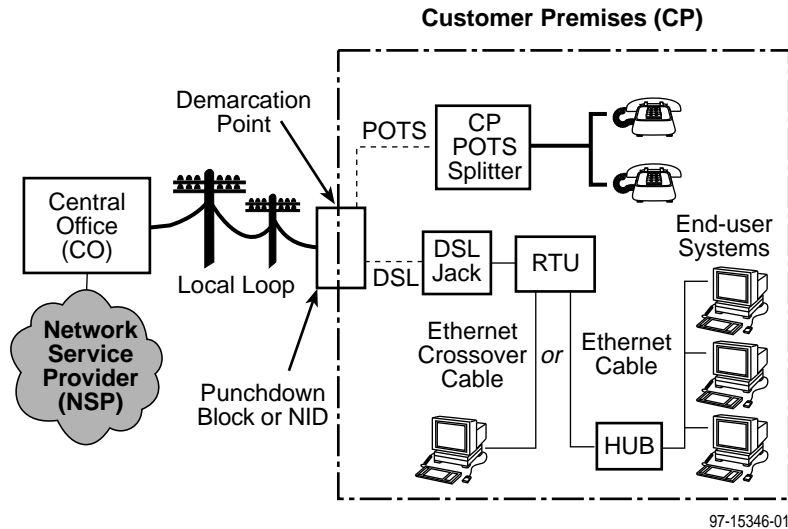 Customer Premises (CP)
Demarcation
Point
POTS
CP
POTS
Splitter
Central
Office
(CO)
Local Loop
DSL
DSL
Jack
RTU
End-user
Systems
Network
Service
Provider
(NSP)
Punchdown
Block or NID
Ethernet
Crossover
Cable
or
Ethernet
Cable
HUB
97-15346-01